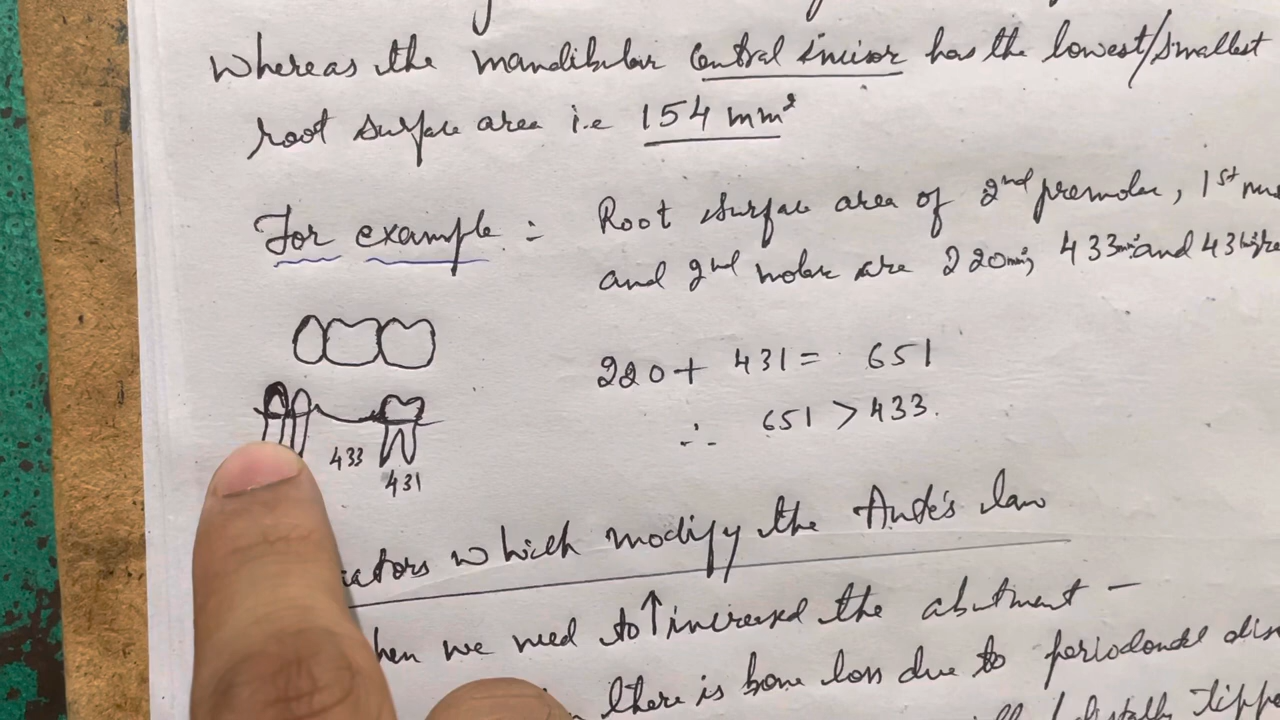 Whereas the mandibular Central incisor has the lowest/smallest
root surface area i.e 154 mm²
For example : Root surface area of 2nd premolar, 1st
and 2nd molar are 220mm², 433mm² and 431
220 + 431 = 651
∴ 651 > 433.
433
431
which modify the Ante's law
we need to ↑ increased the abutment —
there is bone loss due to periodontal